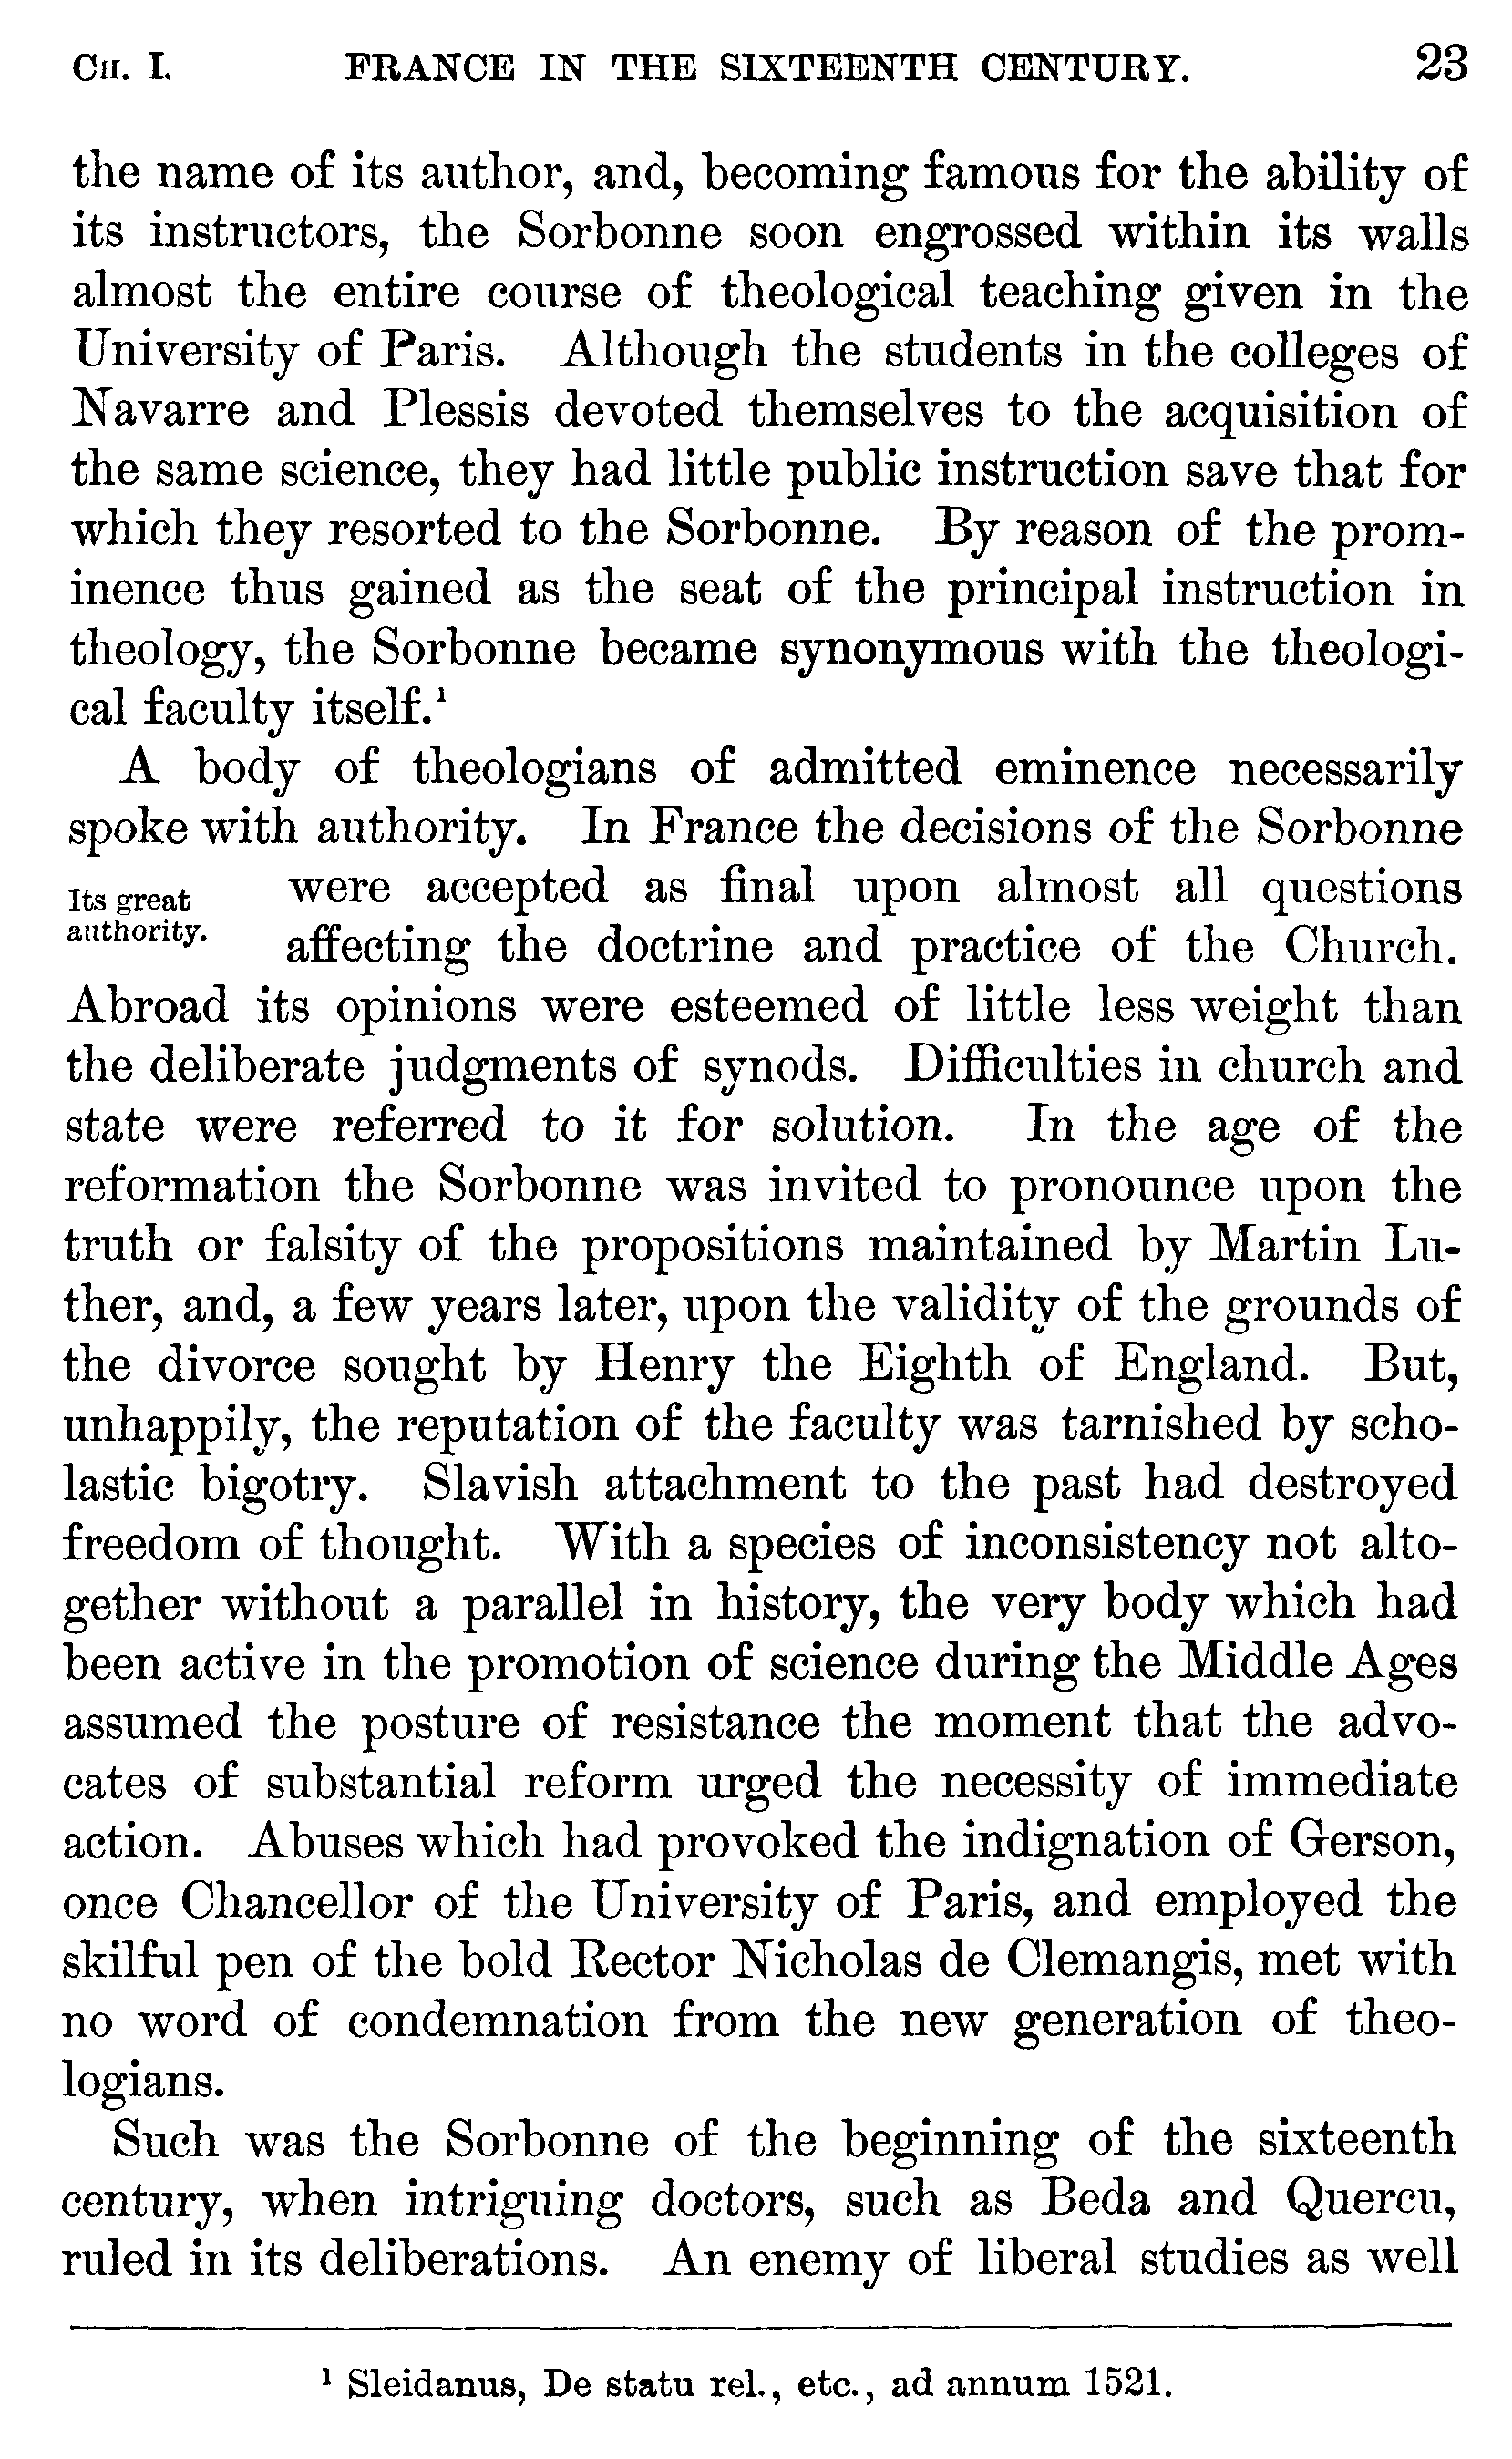 CH. I. FRANCE IN THE SIXTEENTH CENTURY. 23
the name of its author, and, becoming famous for the ability of
its instructors, the Sorbonne soon engrossed within its walls
almost the entire course of theological teaching given in the
University of Paris. Although the students in the colleges of
Navarre and Plessis devoted themselves to the acquisition of
the same science, they had little public instruction save that for
which they resorted to the Sorbonne. By reason of the prom-
inence thus gained as the seat of the principal instruction in
theology, the Sorbonne became synonymous with the theologi-
cal faculty itself.¹
A body of theologians of admitted eminence necessarily
spoke with authority. In France the decisions of the Sorbonne
Its great
authority.
were accepted as final upon almost all questions
affecting the doctrine and practice of the Church.
Abroad its opinions were esteemed of little less weight than
the deliberate judgments of synods. Difficulties in church and
state were referred to it for solution. In the age of the
reformation the Sorbonne was invited to pronounce upon the
truth or falsity of the propositions maintained by Martin Lu-
ther, and, a few years later, upon the validity of the grounds of
the divorce sought by Henry the Eighth of England. But,
unhappily, the reputation of the faculty was tarnished by scho-
lastic bigotry. Slavish attachment to the past had destroyed
freedom of thought. With a species of inconsistency not alto-
gether without a parallel in history, the very body which had
been active in the promotion of science during the Middle Ages
assumed the posture of resistance the moment that the advo-
cates of substantial reform urged the necessity of immediate
action. Abuses which had provoked the indignation of Gerson,
once Chancellor of the University of Paris, and employed the
skilful pen of the bold Rector Nicholas de Clemangis, met with
no word of condemnation from the new generation of theo-
logians.
Such was the Sorbonne of the beginning of the sixteenth
century, when intriguing doctors, such as Beda and Quercu,
ruled in its deliberations. An enemy of liberal studies as well
¹ Sleidanus, De statu rel., etc., ad annum 1521.